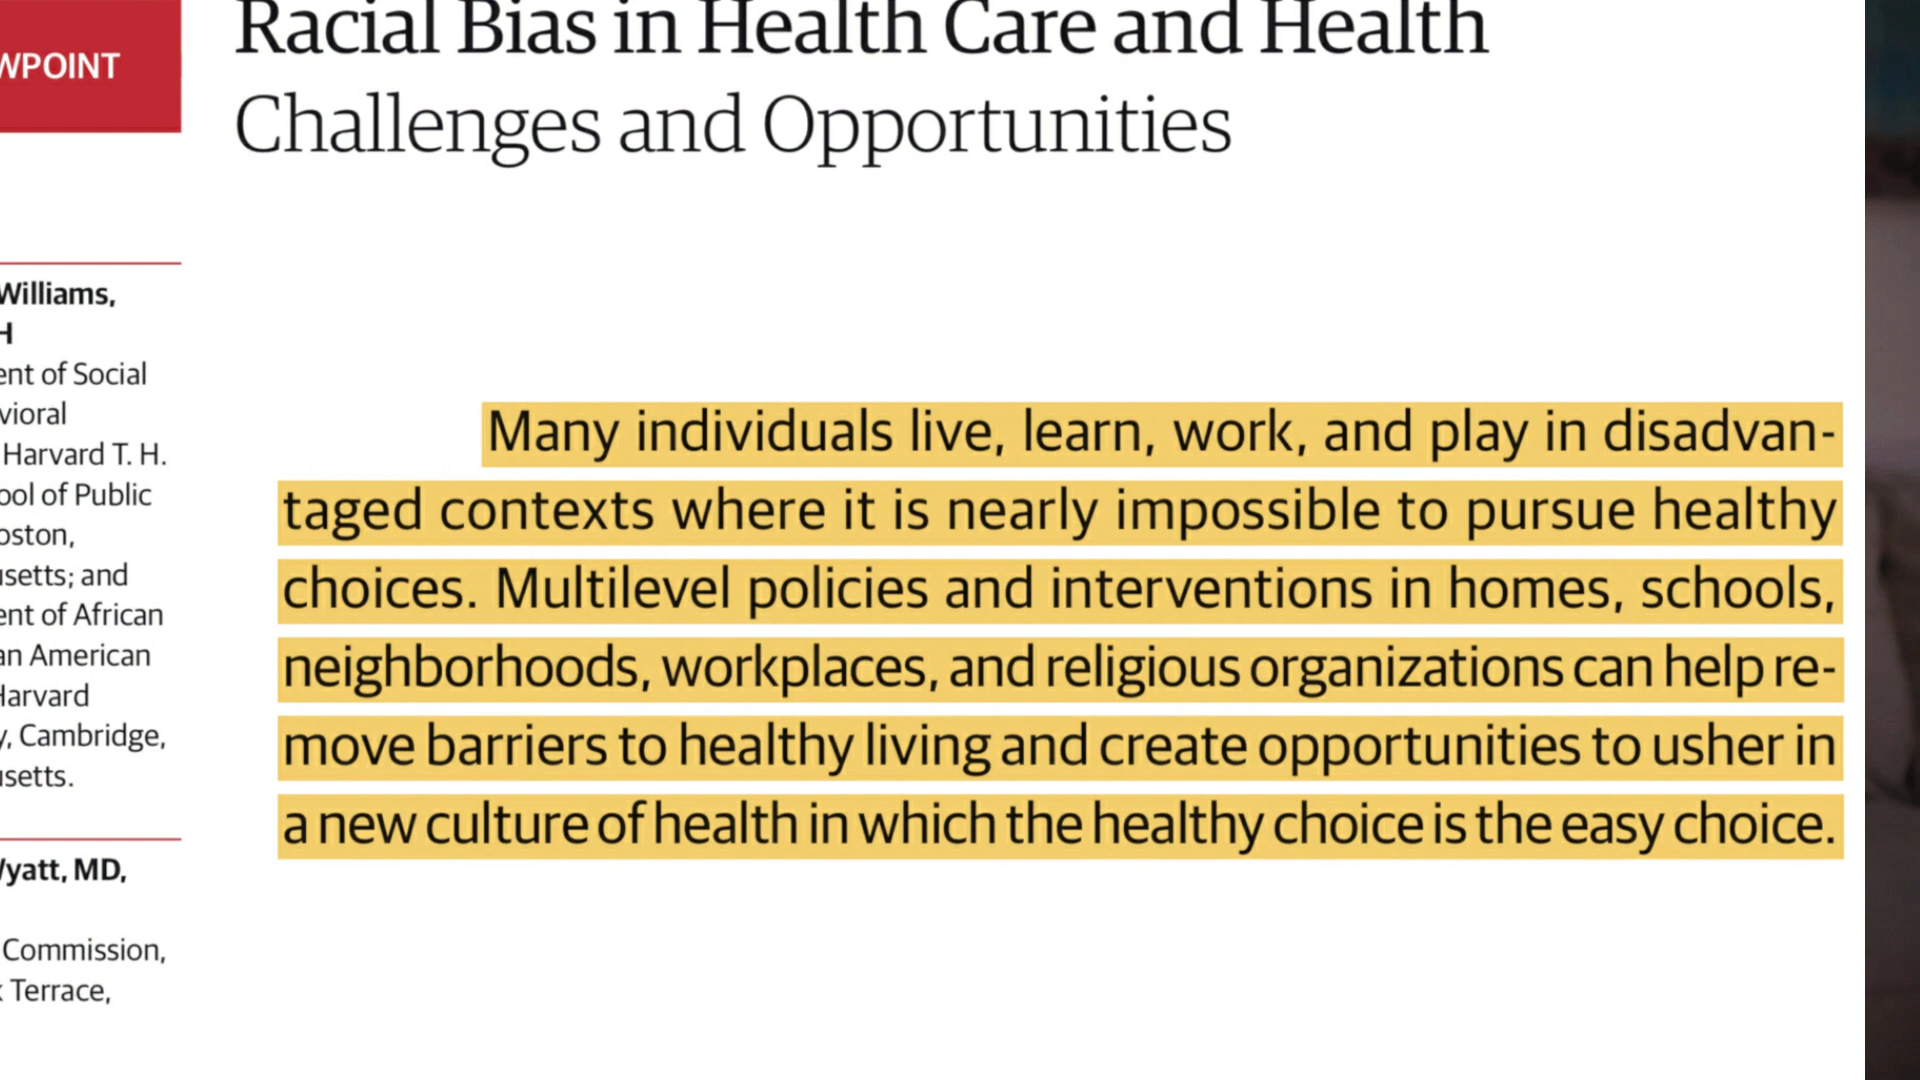 WPOINT
Racial Bias in Health Care and Health
Challenges and Opportunities
Williams,
H
ent of Social
vioral
Harvard T. H.
ool of Public
oston,
usetts; and
ent of African
an American
Harvard
y, Cambridge,
usetts.
Wyatt, MD,
Commission,
k Terrace,
Many individuals live, learn, work, and play in disadvan-
taged contexts where it is nearly impossible to pursue healthy
choices. Multilevel policies and interventions in homes, schools,
neighborhoods, workplaces, and religious organizations can help re-
move barriers to healthy living and create opportunities to usher in
a new culture of health in which the healthy choice is the easy choice.